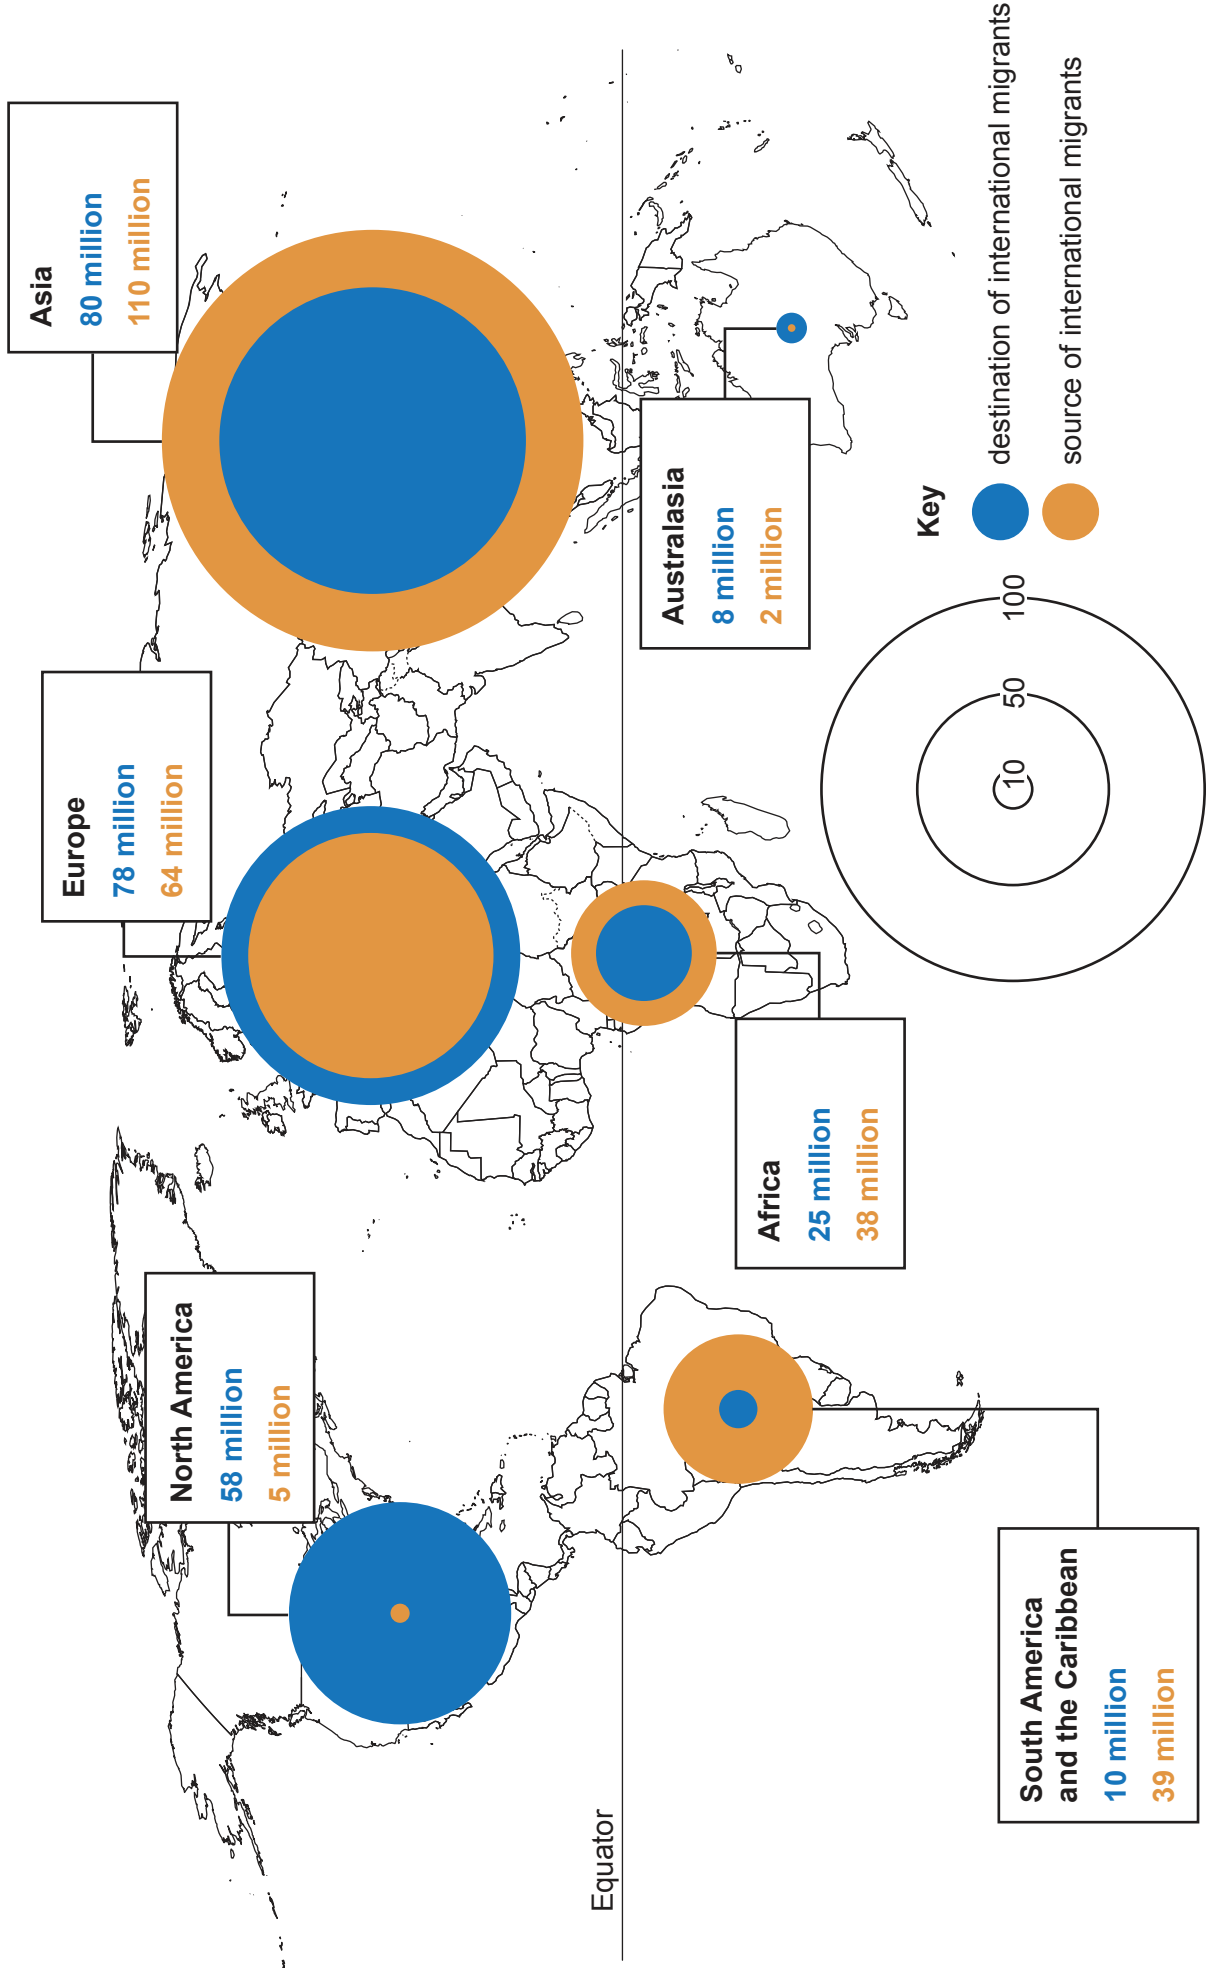 North America
58 million
5 million
Europe
78 million
64 million
Asia
80 million
110 million
Equator
South America
and the Caribbean
10 million
39 million
Africa
25 million
38 million
Australasia
8 million
2 million
10
50
100
Key
destination of international migrants
source of international migrants